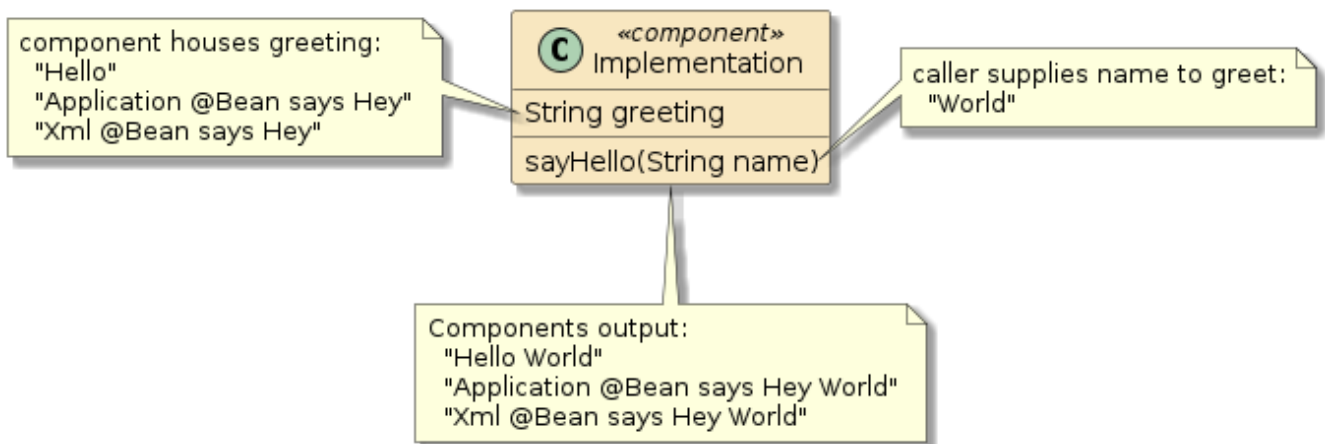 component houses greeting:
"Hello"
"Application @Bean says Hey"
"Xml @Bean says Hey"
C
«component»
Implementation
String greeting
sayHello(String name)
caller supplies name to greet:
"World"
Components output:
"Hello World"
"Application @Bean says Hey World"
"Xml @Bean says Hey World"